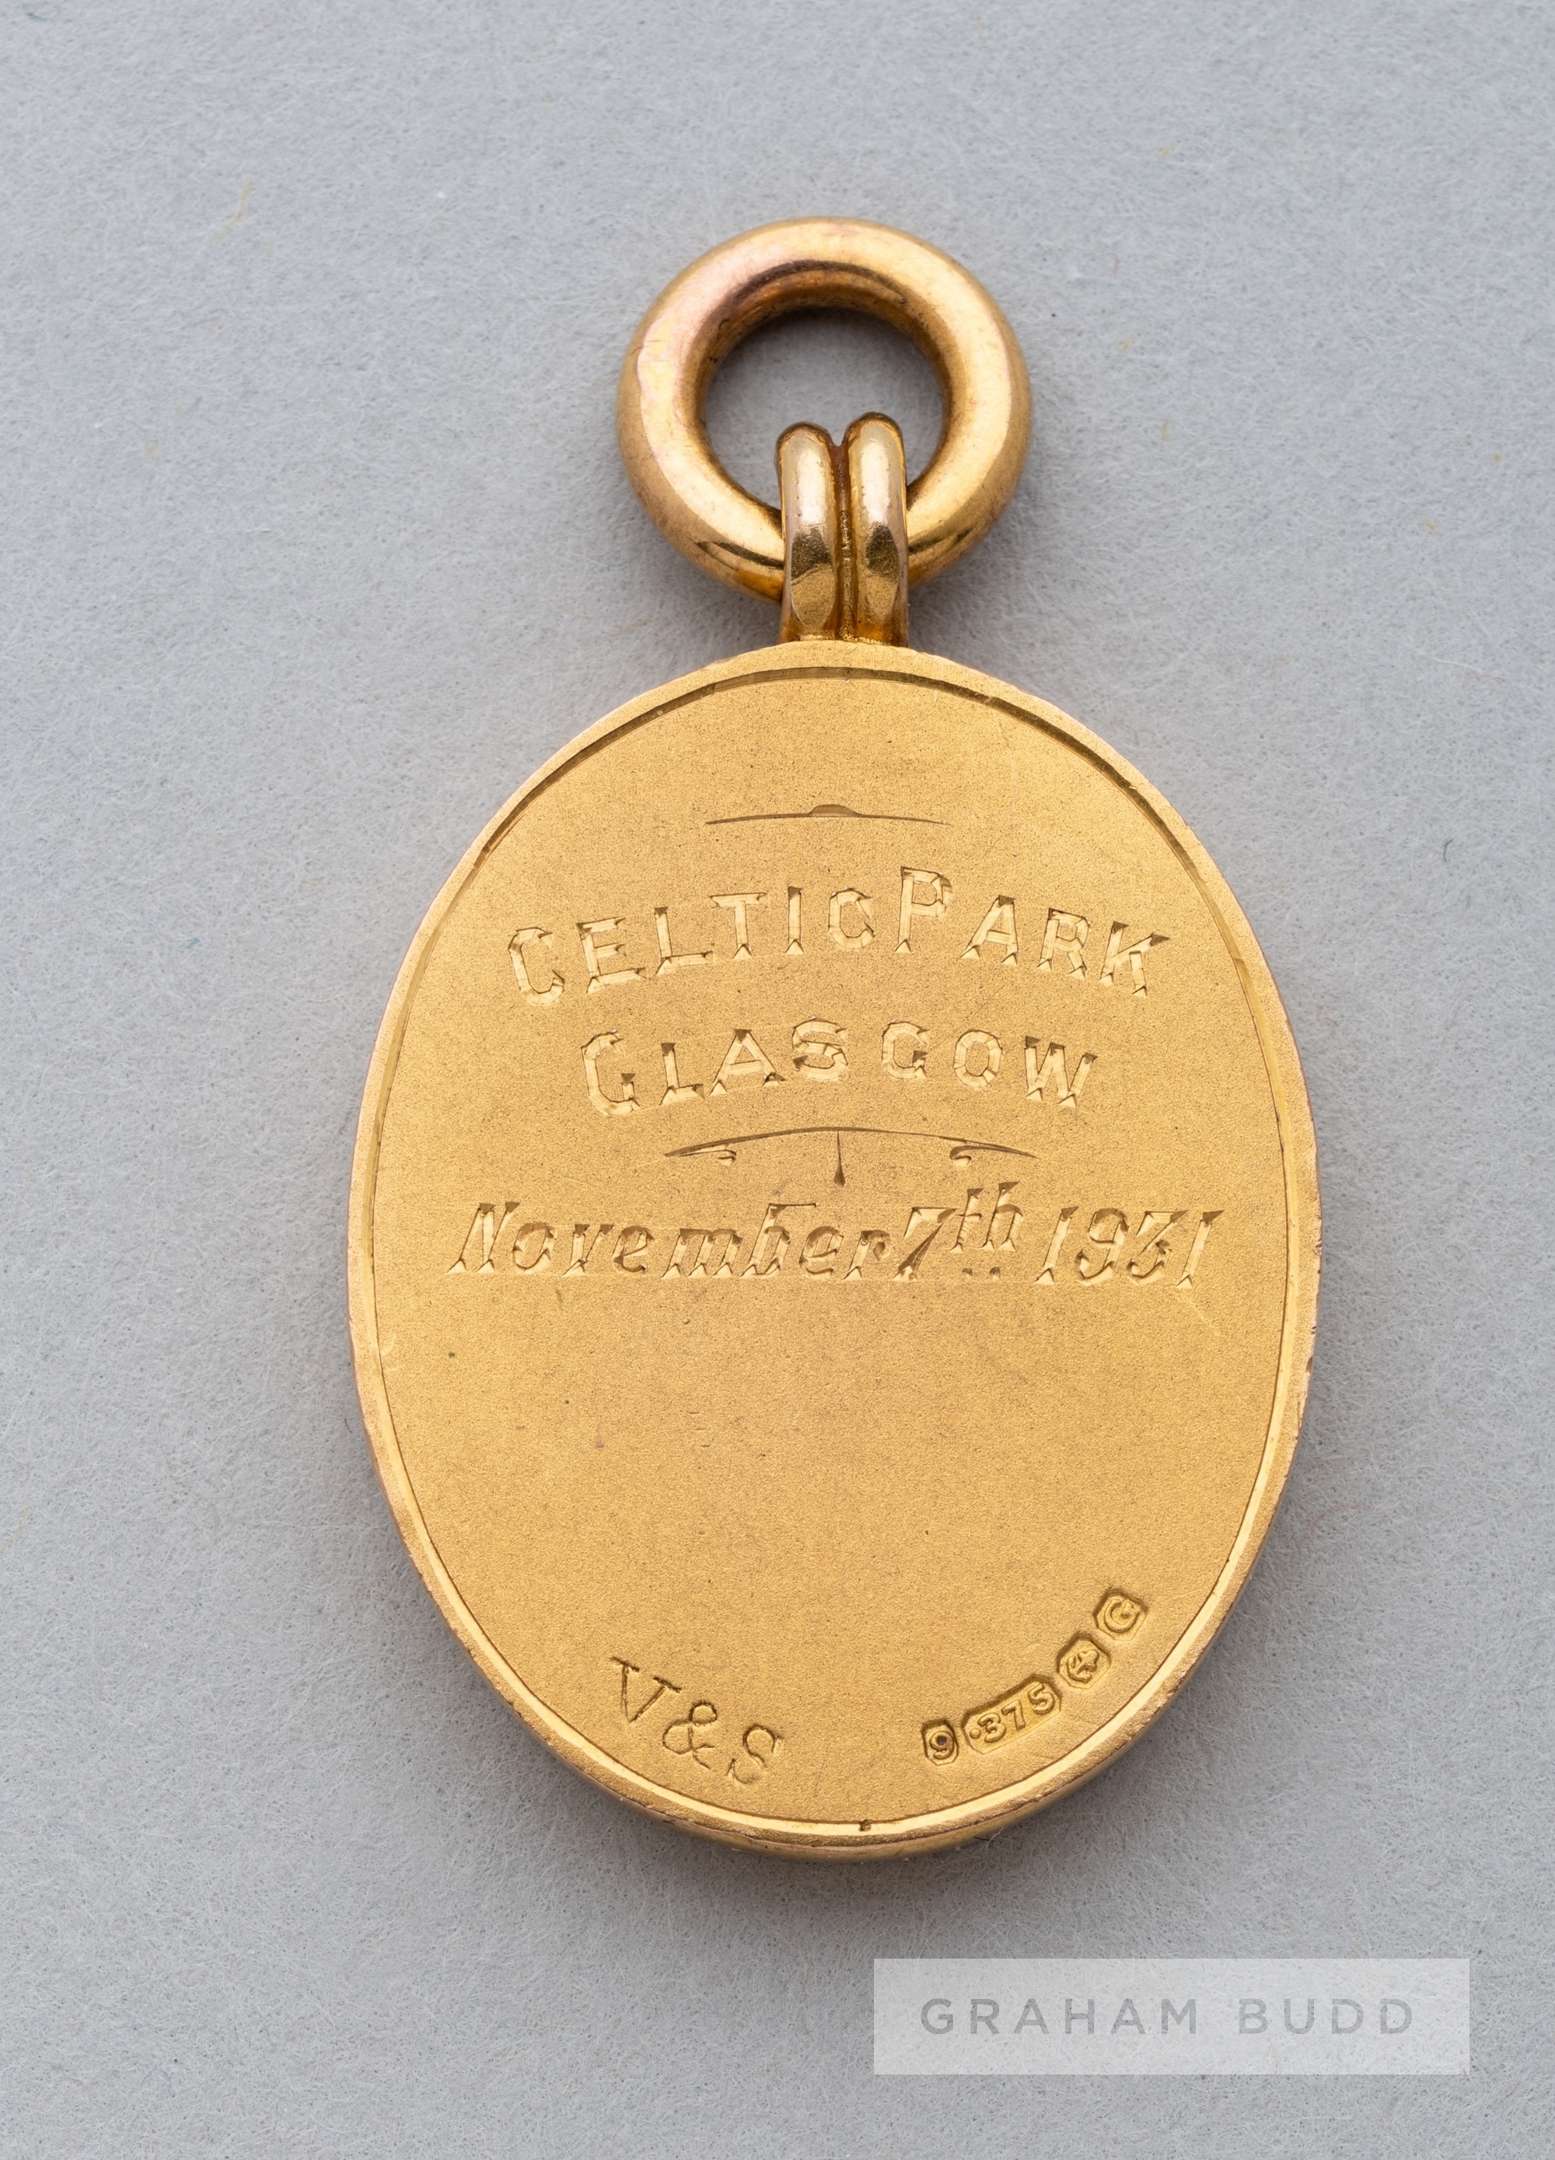 CELTIC PARK
GLASGOW
November 7th 1931
V&S
9 .375 G
GRAHAM BUDD